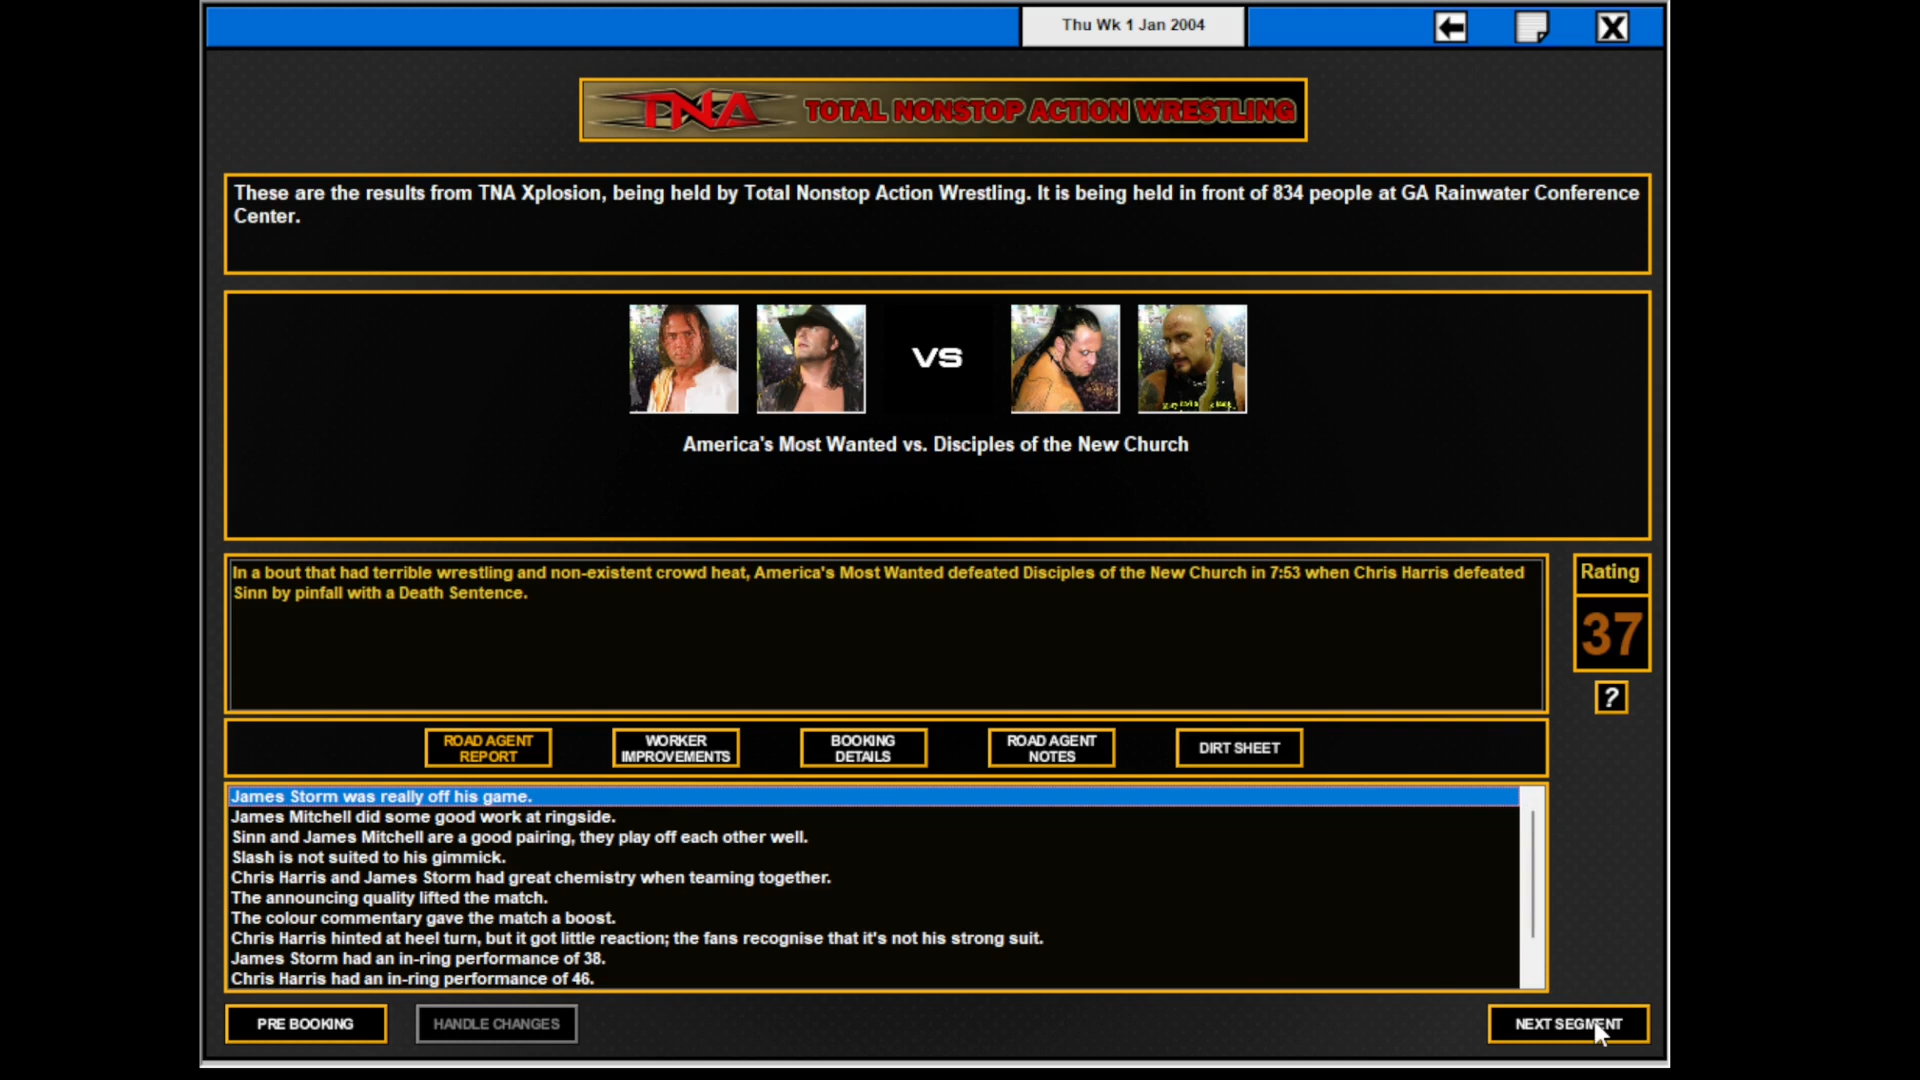 Thu Wk 1 Jan 2004
TNA TOTAL NONSTOP ACTION WRESTLING
These are the results from TNA Xplosion, being held by Total Nonstop Action Wrestling. It is being held in front of 834 people at GA Rainwater Conference
Center.
VS
America's Most Wanted vs. Disciples of the New Church
In a bout that had terrible wrestling and non-existent crowd heat, America's Most Wanted defeated Disciples of the New Church in 7:53 when Chris Harris defeated
Sinn by pinfall with a Death Sentence.
Rating
37
?
ROAD AGENT
REPORT
WORKER
IMPROVEMENTS
BOOKING
DETAILS
ROAD AGENT
NOTES
DIRT SHEET
James Storm was really off his game.
James Mitchell did some good work at ringside.
Sinn and James Mitchell are a good pairing, they play off each other well.
Slash is not suited to his gimmick.
Chris Harris and James Storm had great chemistry when teaming together.
The announcing quality lifted the match.
The colour commentary gave the match a boost.
Chris Harris hinted at heel turn, but it got little reaction; the fans recognise that it's not his strong suit.
James Storm had an in-ring performance of 38.
Chris Harris had an in-ring performance of 46.
PRE BOOKING
HANDLE CHANGES
NEXT SEGMENT